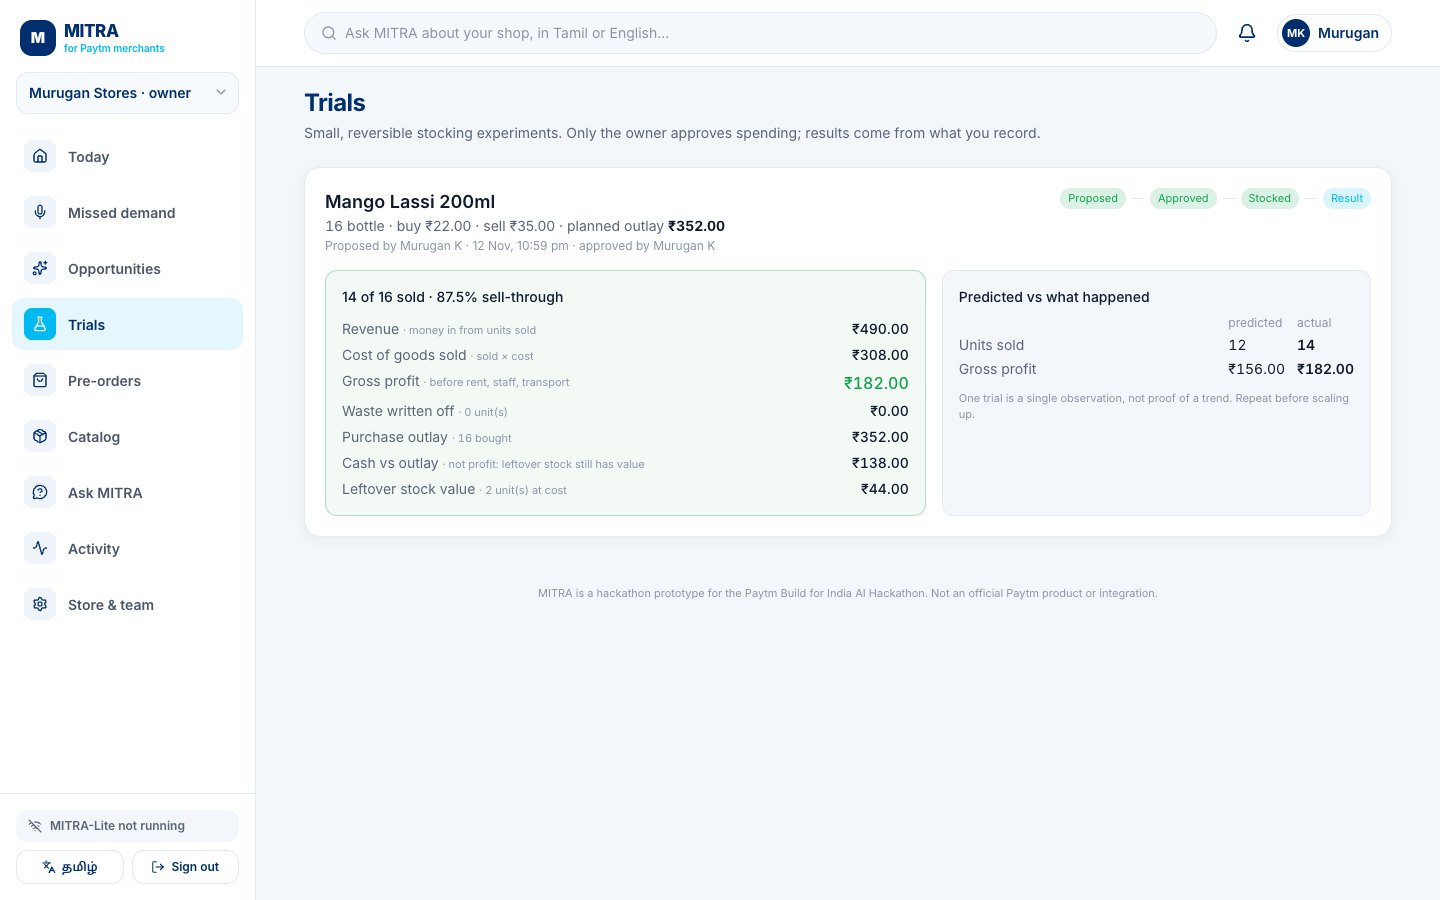 M
MITRA
for Paytm merchants
Murugan Stores · owner
Today
Missed demand
Opportunities
Trials
Pre-orders
Catalog
Ask MITRA
Activity
Store & team
MITRA-Lite not running
தமிழ்
Sign out
Ask MITRA about your shop, in Tamil or English...
MK
Murugan
Trials
Small, reversible stocking experiments. Only the owner approves spending; results come from what you record.
Mango Lassi 200ml
Proposed Approved Stocked Result
16 bottle · buy ₹22.00 · sell ₹35.00 · planned outlay ₹352.00
Proposed by Murugan K · 12 Nov, 10:59 pm · approved by Murugan K
14 of 16 sold · 87.5% sell-through
Revenue · money in from units sold ₹490.00
Cost of goods sold · sold × cost ₹308.00
Gross profit · before rent, staff, transport ₹182.00
Waste written off · 0 unit(s) ₹0.00
Purchase outlay · 16 bought ₹352.00
Cash vs outlay · not profit: leftover stock still has value ₹138.00
Leftover stock value · 2 unit(s) at cost ₹44.00
Predicted vs what happened
predicted actual
Units sold 12 14
Gross profit ₹156.00 ₹182.00
One trial is a single observation, not proof of a trend. Repeat before scaling
up.
MITRA is a hackathon prototype for the Paytm Build for India AI Hackathon. Not an official Paytm product or integration.